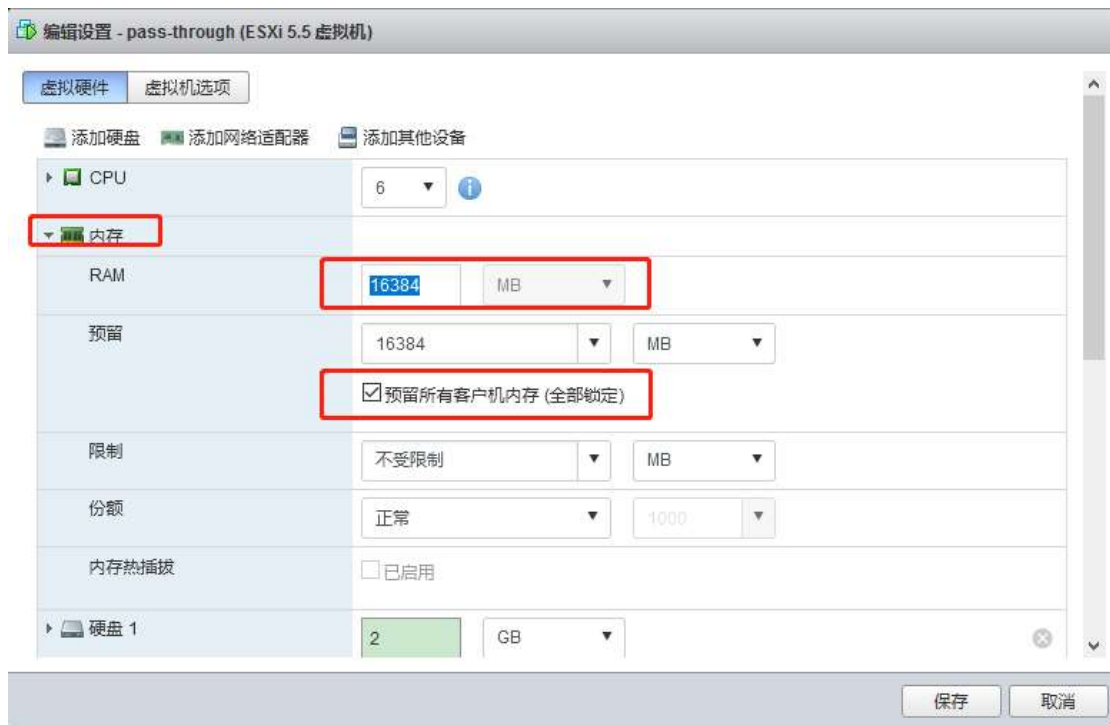 编辑设置 - pass-through (ESXi 5.5 虚拟机)
虚拟硬件 虚拟机选项
添加硬盘 添加网络适配器 添加其他设备
CPU 6
内存
RAM 16384 MB
预留 16384 MB
预留所有客户机内存 (全部锁定)
限制 不受限制 MB
份额 正常 1000
内存热插拔 已启用
硬盘 1 2 GB
保存 取消